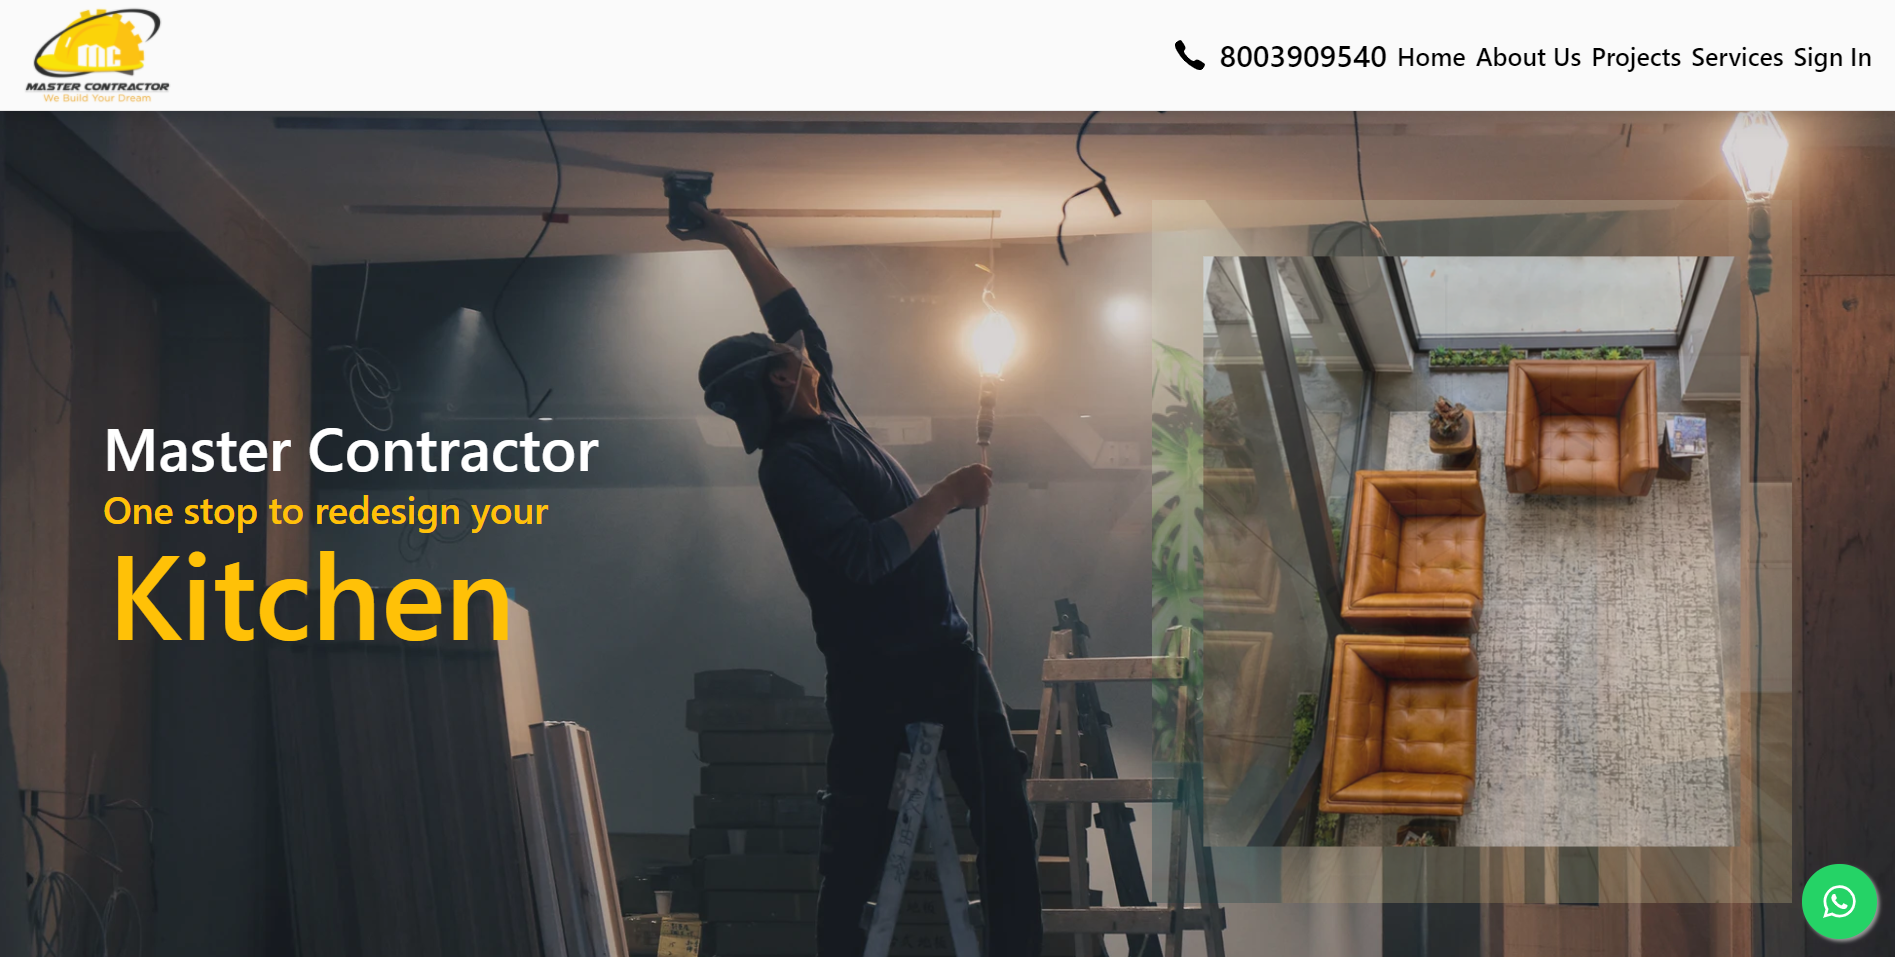 MC
MASTER CONTRACTOR
We Build Your Dream
8003909540 Home About Us Projects Services Sign In
Master Contractor
One stop to redesign your
Kitchen